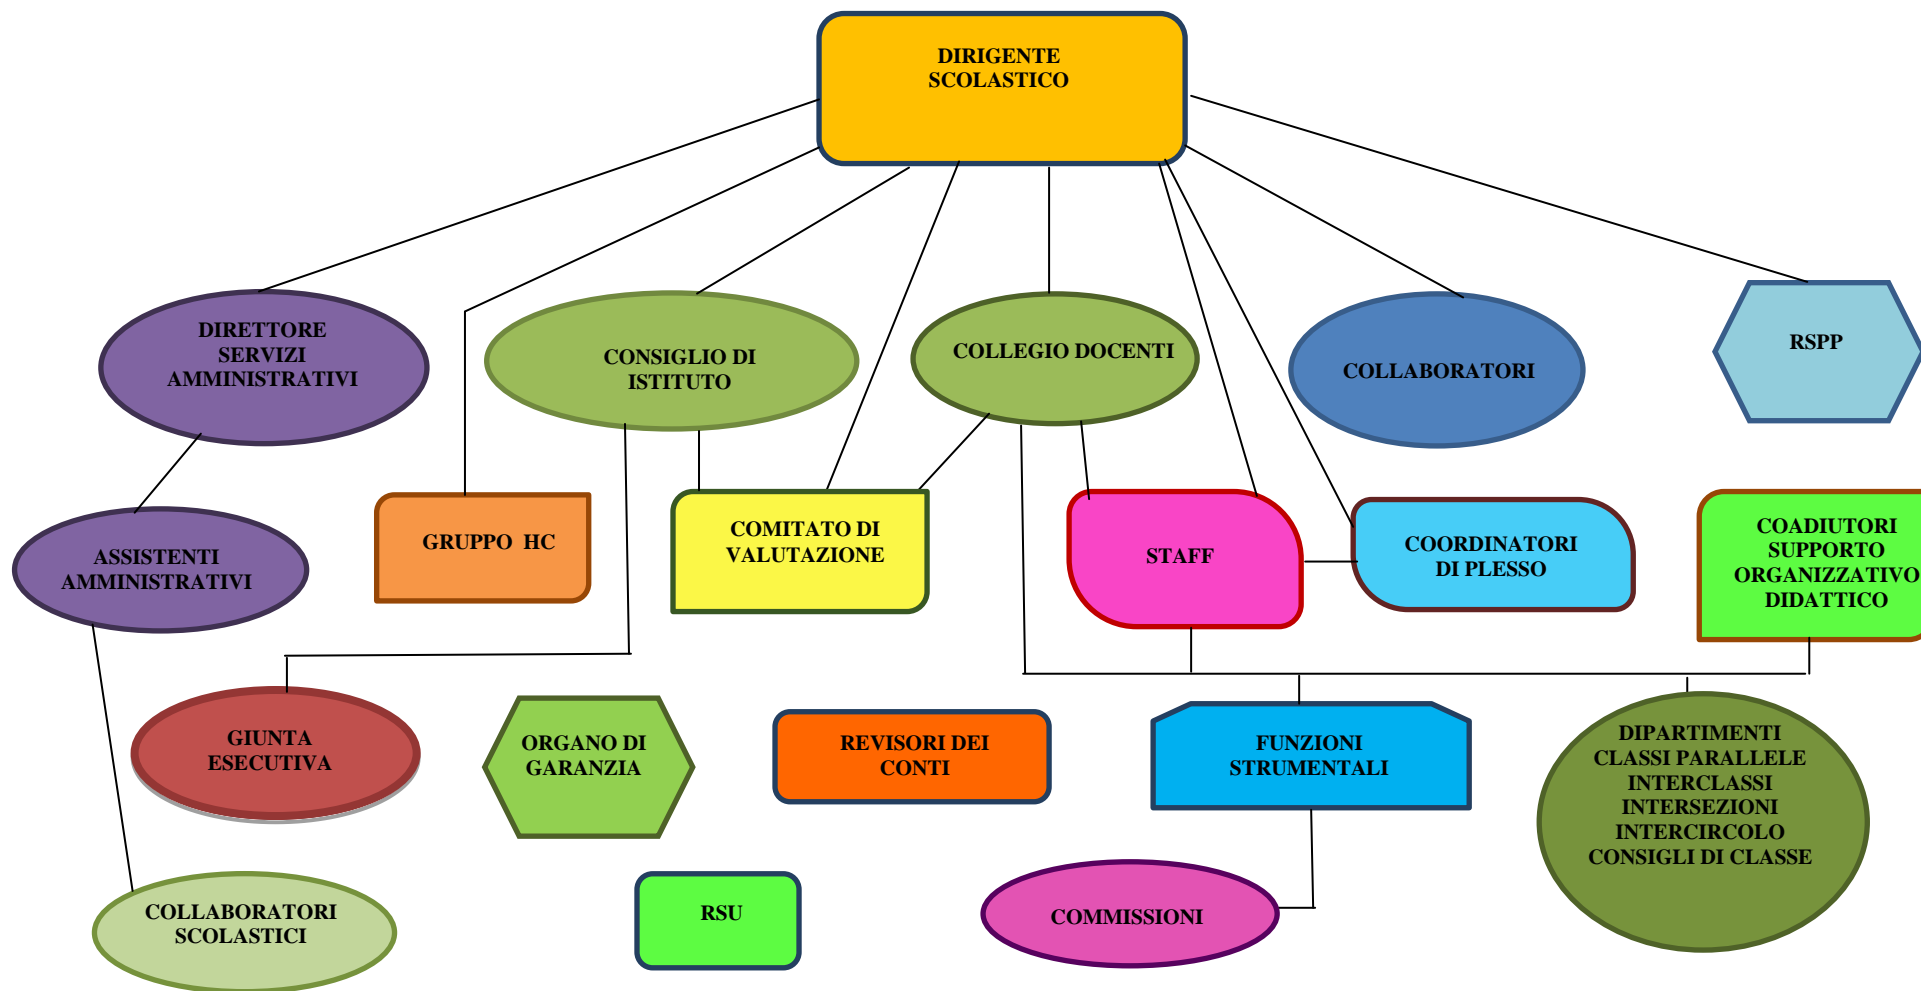 DIRIGENTE
SCOLASTICO
DIRETTORE
SERVIZI
AMMINISTRATIVI
CONSIGLIO DI
ISTITUTO
COLLEGIO DOCENTI
COLLABORATORI
RSPP
ASSISTENTI
AMMINISTRATIVI
GRUPPO HC
COMITATO DI
VALUTAZIONE
STAFF
COORDINATORI
DI PLESSO
COADIUTORI
SUPPORTO
ORGANIZZATIVO
DIDATTICO
GIUNTA
ESECUTIVA
ORGANO DI
GARANZIA
REVISORI DEI
CONTI
FUNZIONI
STRUMENTALI
DIPARTIMENTI
CLASSI PARALLELE
INTERCLASSI
INTERSEZIONI
INTERCIRCOLO
CONSIGLI DI CLASSE
COLLABORATORI
SCOLASTICI
RSU
COMMISSIONI